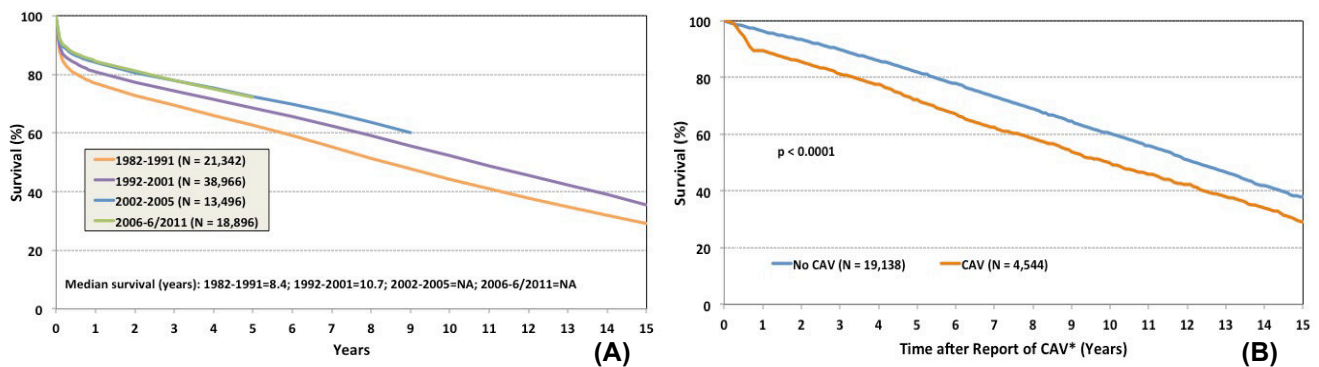 100
80
60
40
20
0
Survival (%)
1982-1991 (N = 21,342)
1992-2001 (N = 38,966)
2002-2005 (N = 13,496)
2006-6/2011 (N = 18,896)
Median survival (years): 1982-1991=8.4; 1992-2001=10.7; 2002-2005=NA; 2006-6/2011=NA
0 1 2 3 4 5 6 7 8 9 10 11 12 13 14 15
Years
(A)
100
80
60
40
20
0
Survival (%)
p < 0.0001
No CAV (N = 19,138) CAV (N = 4,544)
0 1 2 3 4 5 6 7 8 9 10 11 12 13 14 15
Time after Report of CAV* (Years)
(B)